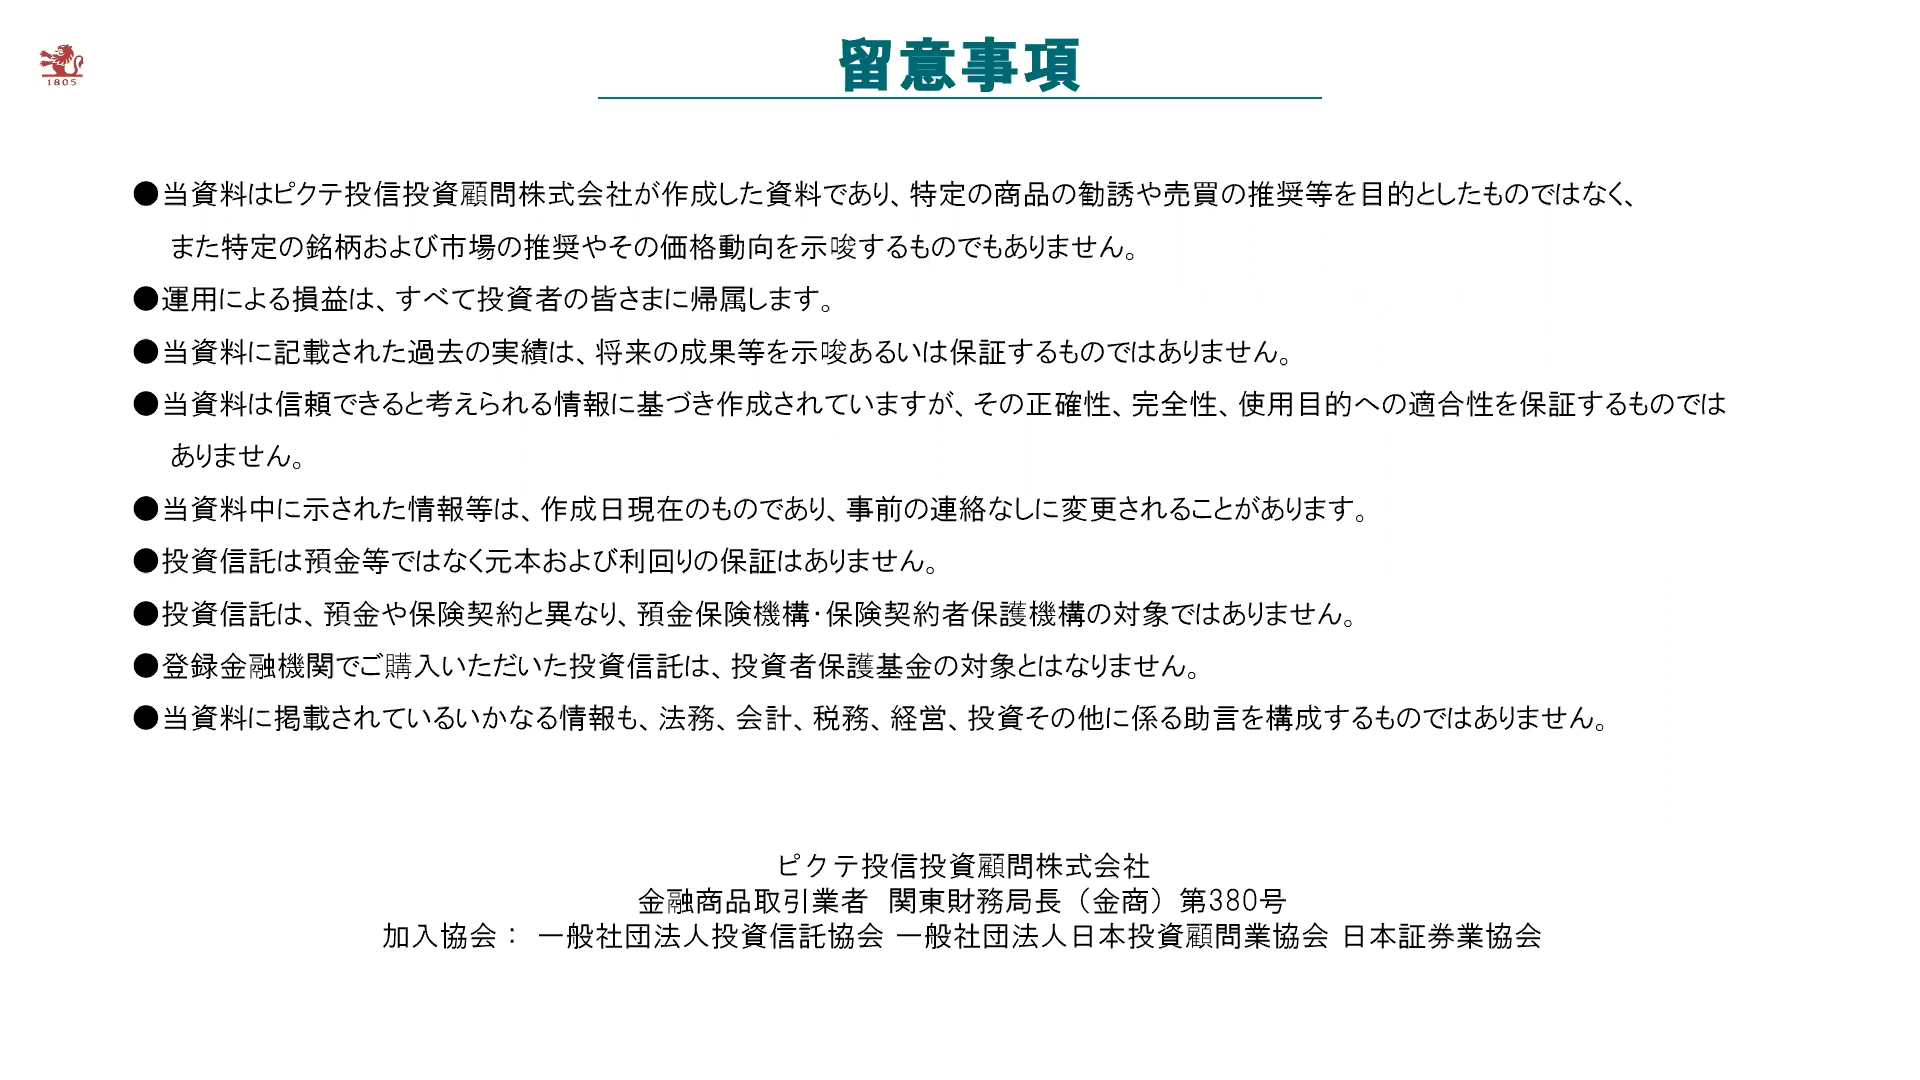 1805
留意事項
●当資料はピクテ投信投資顧問株式会社が作成した資料であり、特定の商品の勧誘や売買の推奨等を目的としたものではなく、
また特定の銘柄および市場の推奨やその価格動向を示唆するものでもありません。
●運用による損益は、すべて投資者の皆さまに帰属します。
●当資料に記載された過去の実績は、将来の成果等を示唆あるいは保証するものではありません。
●当資料は信頼できると考えられる情報に基づき作成されていますが、その正確性、完全性、使用目的への適合性を保証するものでは
ありません。
●当資料中に示された情報等は、作成日現在のものであり、事前の連絡なしに変更されることがあります。
●投資信託は預金等ではなく元本および利回りの保証はありません。
●投資信託は、預金や保険契約と異なり、預金保険機構・保険契約者保護機構の対象ではありません。
●登録金融機関でご購入いただいた投資信託は、投資者保護基金の対象とはなりません。
●当資料に掲載されているいかなる情報も、法務、会計、税務、経営、投資その他に係る助言を構成するものではありません。
ピクテ投信投資顧問株式会社
金融商品取引業者 関東財務局長（金商）第380号
加入協会： 一般社団法人投資信託協会 一般社団法人日本投資顧問業協会 日本証券業協会